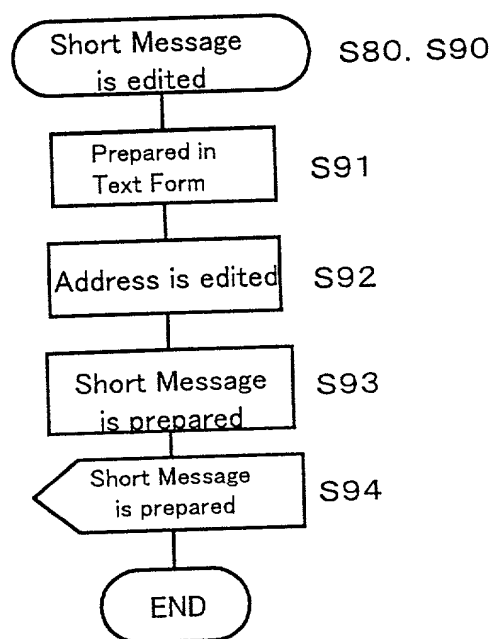 Short Message
is edited
S80. S90
Prepared in
Text Form
S91
Address is edited
S92
Short Message
is prepared
S93
Short Message
is prepared
S94
END